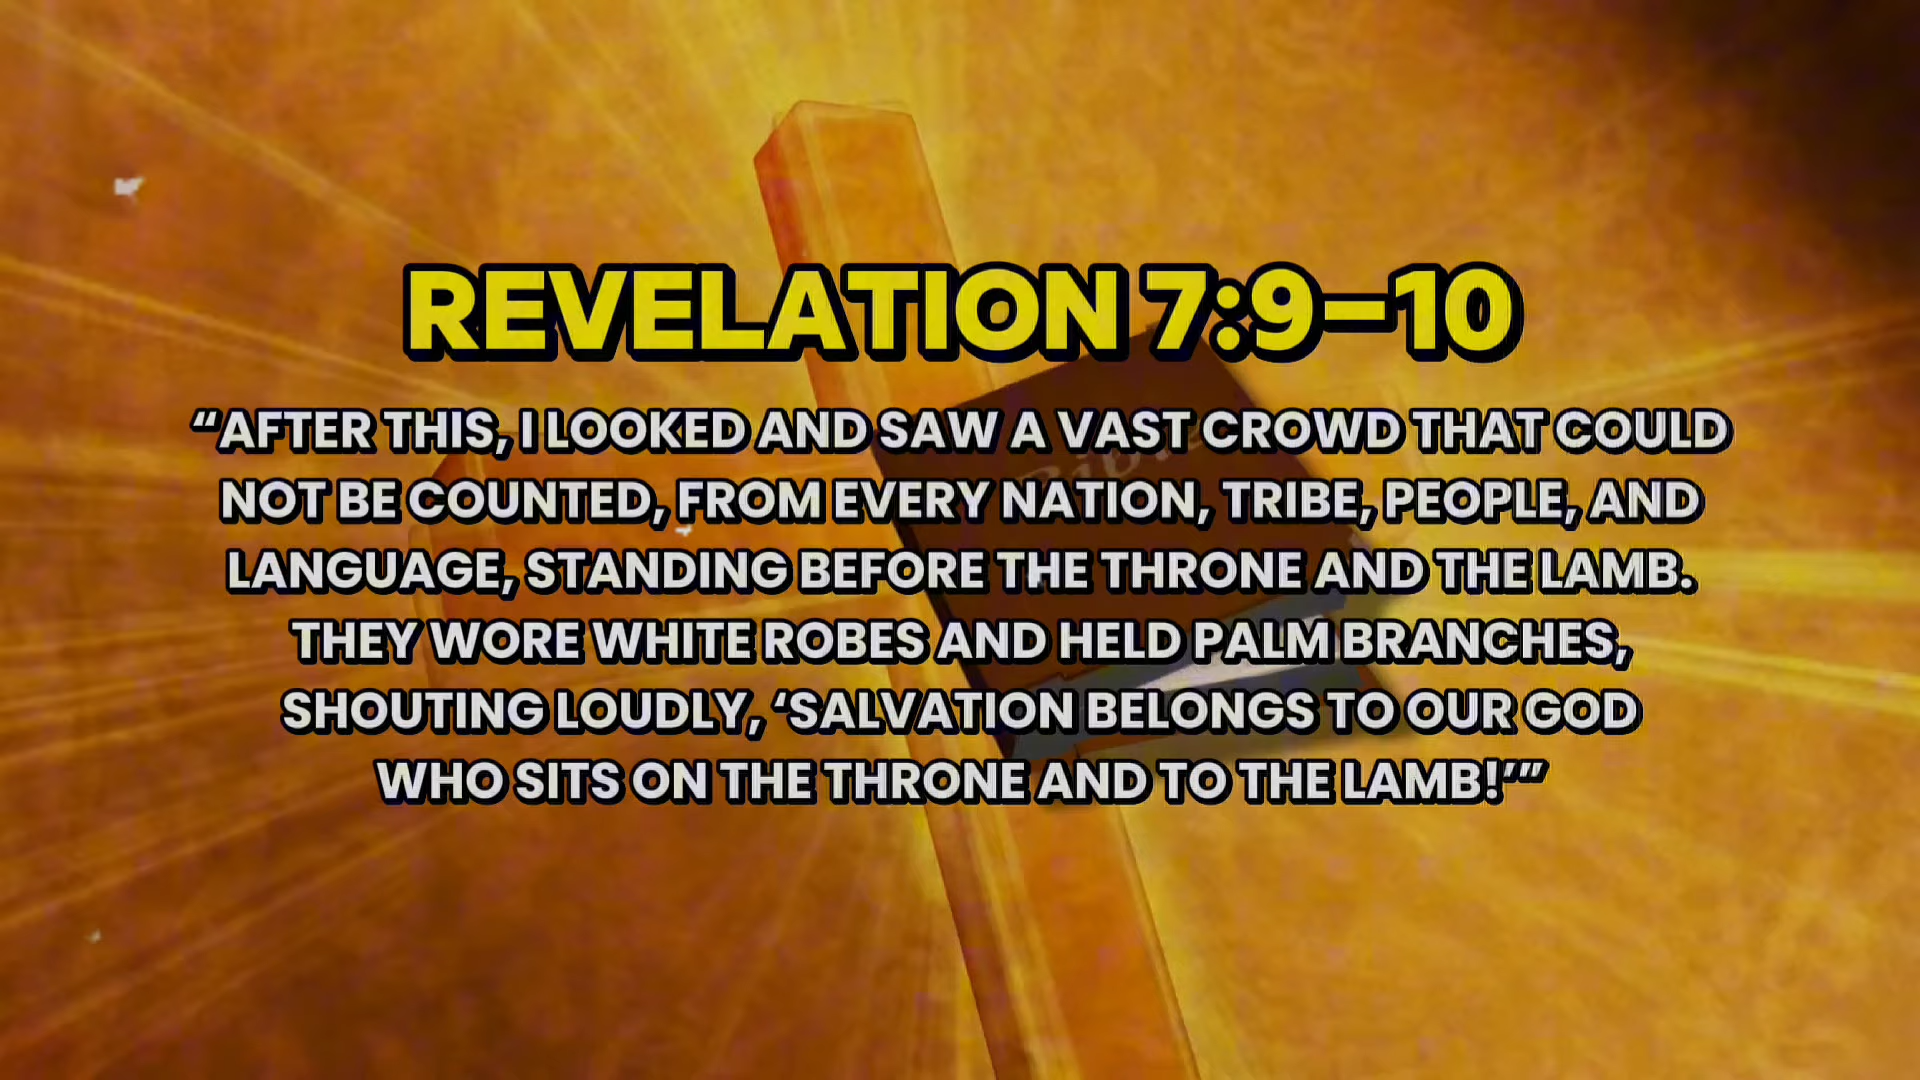 REVELATION 7:9–10
“AFTER THIS, I LOOKED AND SAW A VAST CROWD THAT COULD
NOT BE COUNTED, FROM EVERY NATION, TRIBE, PEOPLE, AND
LANGUAGE, STANDING BEFORE THE THRONE AND THE LAMB.
THEY WORE WHITE ROBES AND HELD PALM BRANCHES,
SHOUTING LOUDLY, ‘SALVATION BELONGS TO OUR GOD
WHO SITS ON THE THRONE AND TO THE LAMB!’”
Bible